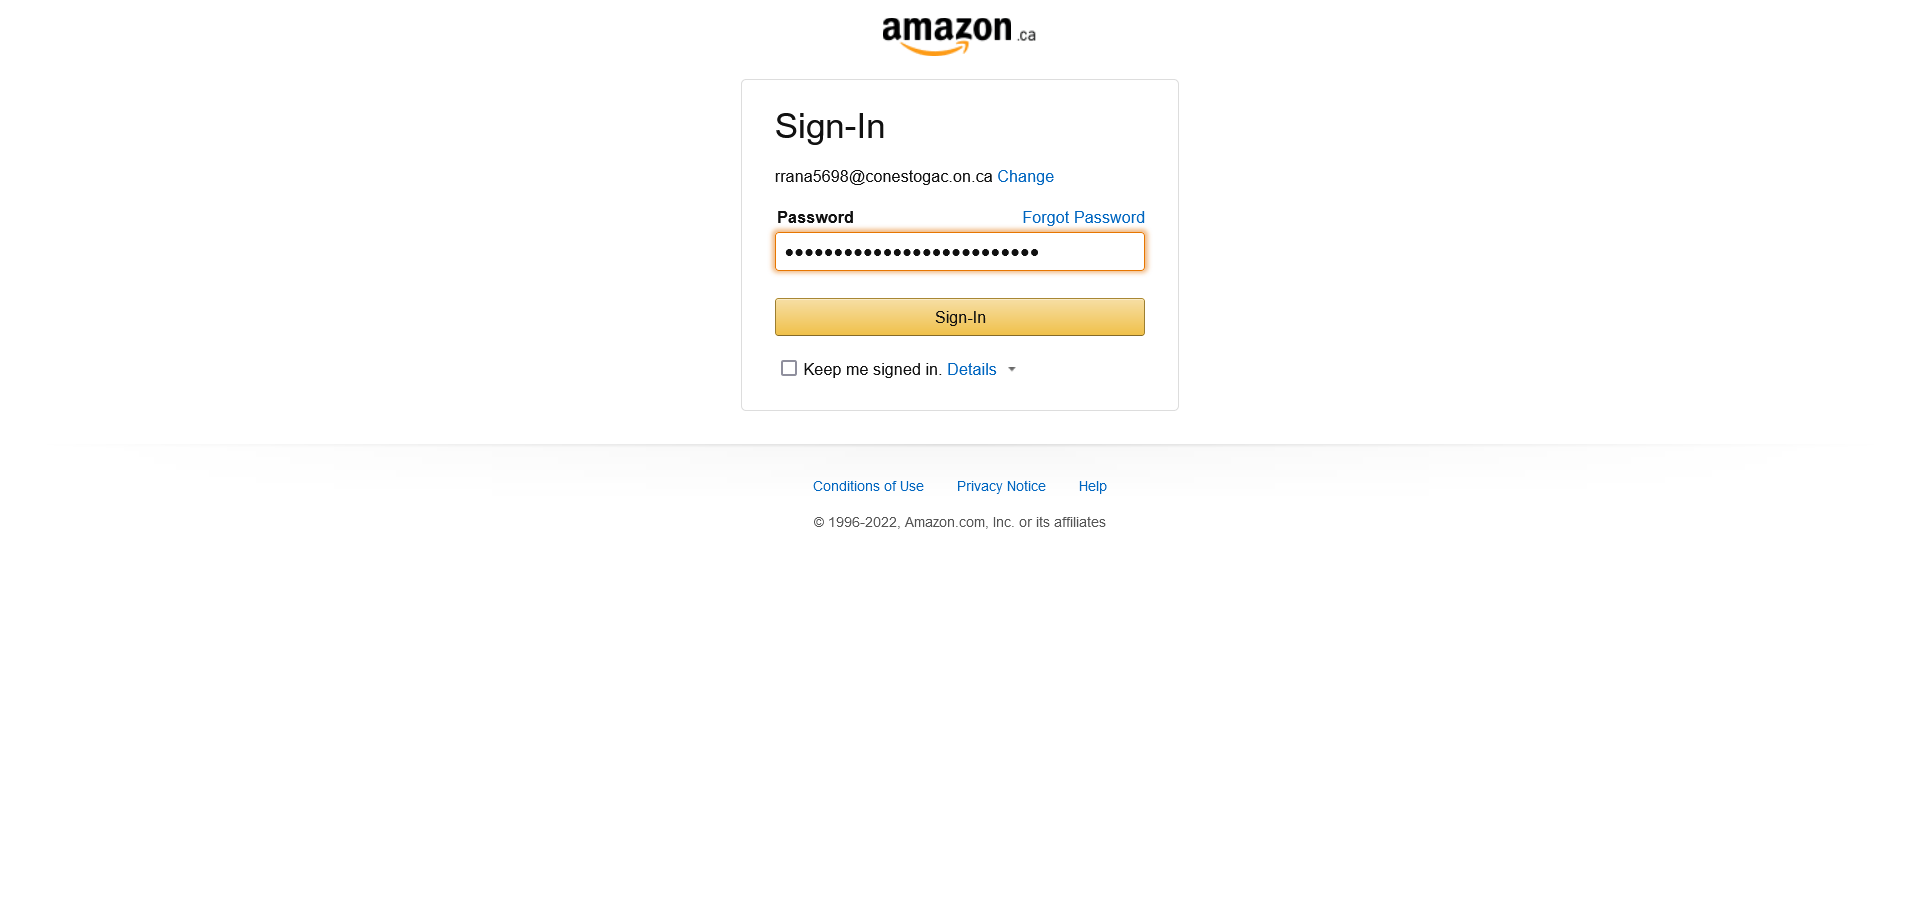 amazon.ca
Sign-In
rrana5698@conestogac.on.ca Change
Password Forgot Password
••••••••••••••••••••••••••
Sign-In
Keep me signed in. Details
Conditions of Use Privacy Notice Help
© 1996-2022, Amazon.com, Inc. or its affiliates